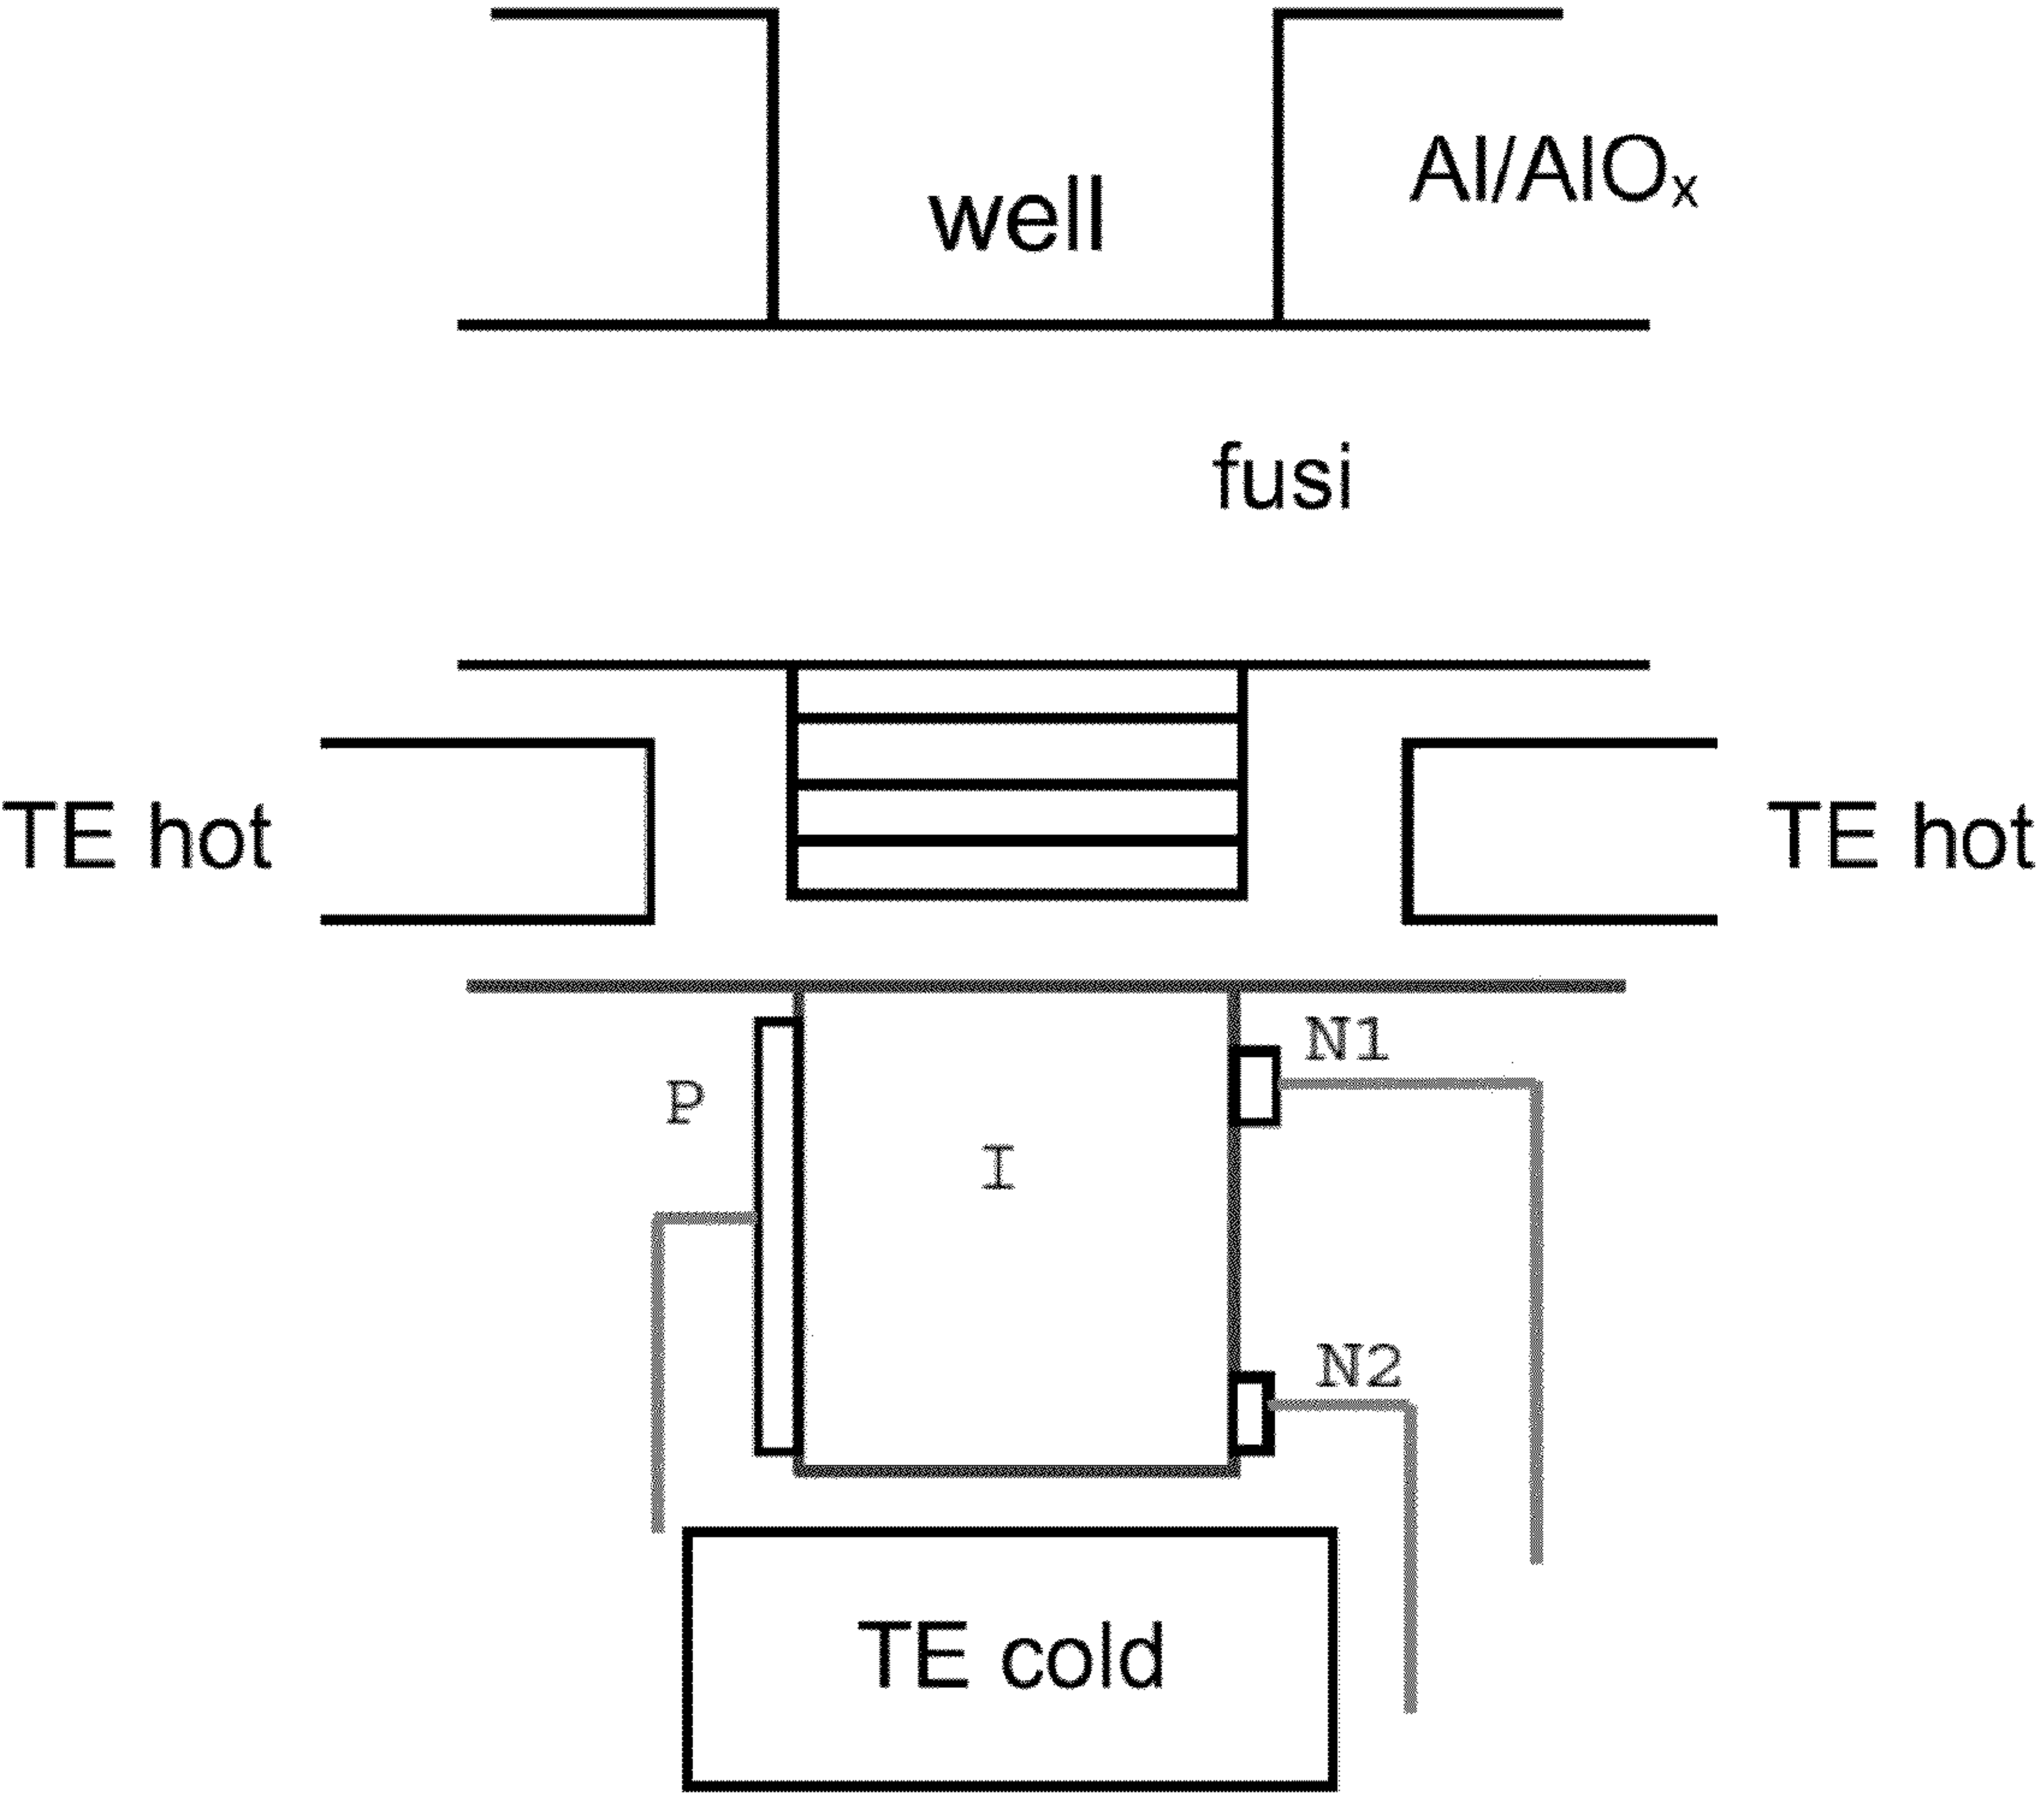 well
Al/AlOₓ
fusi
TE hot
TE hot
N1
P
I
N2
TE cold